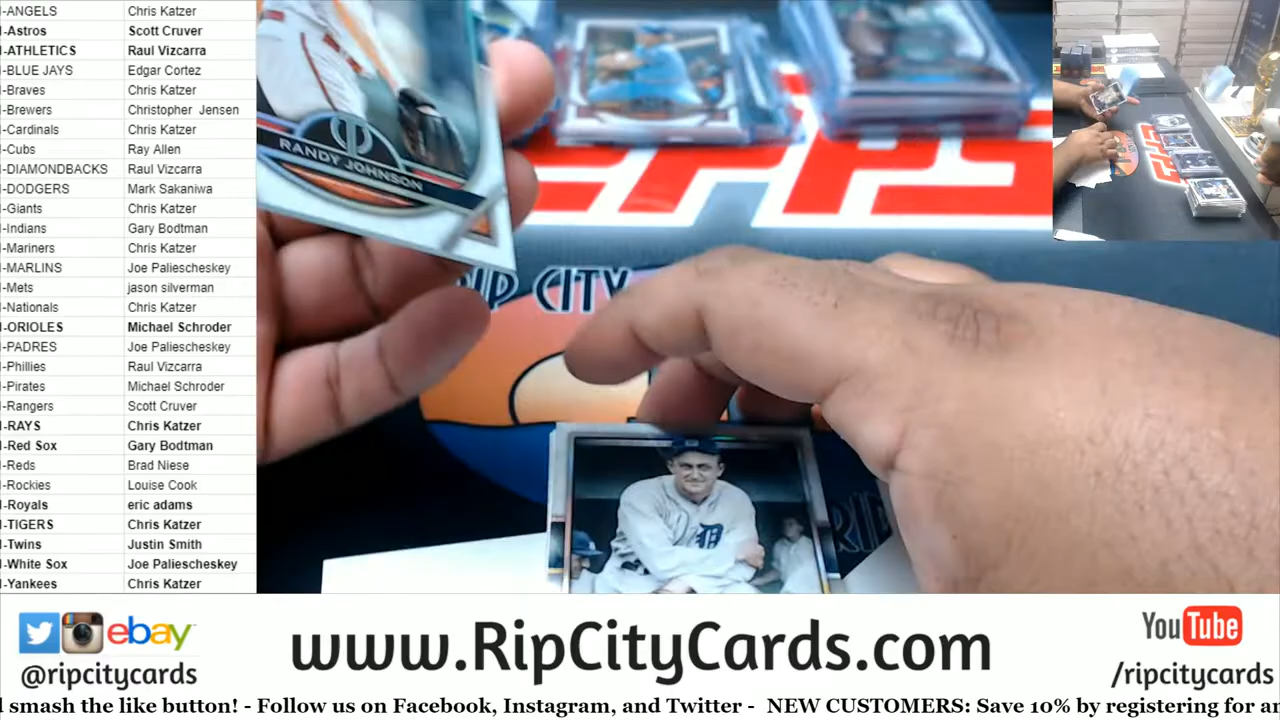 I-ANGELS Chris Katzer
I-Astros Scott Cruver
I-ATHLETICS Raul Vizcarra
I-BLUE JAYS Edgar Cortez
I-Braves Chris Katzer
I-Brewers Christopher Jensen
I-Cardinals Chris Katzer
I-Cubs Ray Allen
I-DIAMONDBACKS Raul Vizcarra
I-DODGERS Mark Sakaniwa
I-Giants Chris Katzer
I-Indians Gary Bodtman
I-Mariners Chris Katzer
I-MARLINS Joe Paliescheskey
I-Mets jason silverman
I-Nationals Chris Katzer
I-ORIOLES Michael Schroder
I-PADRES Joe Paliescheskey
I-Phillies Raul Vizcarra
I-Pirates Michael Schroder
I-Rangers Scott Cruver
I-RAYS Chris Katzer
I-Red Sox Gary Bodtman
I-Reds Brad Niese
I-Rockies Louise Cook
I-Royals eric adams
I-TIGERS Chris Katzer
I-Twins Justin Smith
I-White Sox Joe Paliescheskey
I-Yankees Chris Katzer
RANDY JOHNSON
RIP CITY
D
RIP
ebay
@ripcitycards
www.RipCityCards.com
YouTube
/ripcitycards
smash the like button! - Follow us on Facebook, Instagram, and Twitter - NEW CUSTOMERS: Save 10% by registering for